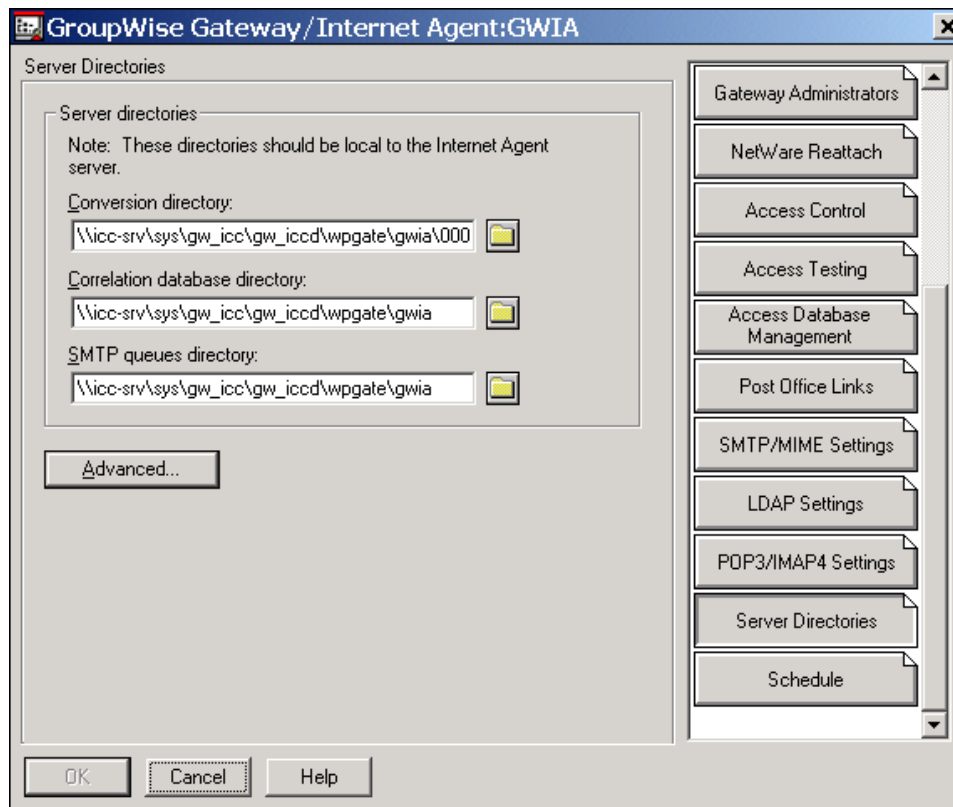 GroupWise Gateway/Internet Agent:GWIA
Server Directories
Server directories
Note: These directories should be local to the Internet Agent
server.
Conversion directory:
\\icc-srv\sys\gw_icc\gw_iccd\wpgate\gwia\000
Correlation database directory:
\\icc-srv\sys\gw_icc\gw_iccd\wpgate\gwia
SMTP queues directory:
\\icc-srv\sys\gw_icc\gw_iccd\wpgate\gwia
Advanced...
Gateway Administrators
NetWare Reattach
Access Control
Access Testing
Access Database
Management
Post Office Links
SMTP/MIME Settings
LDAP Settings
POP3/IMAP4 Settings
Server Directories
Schedule
OK
Cancel
Help